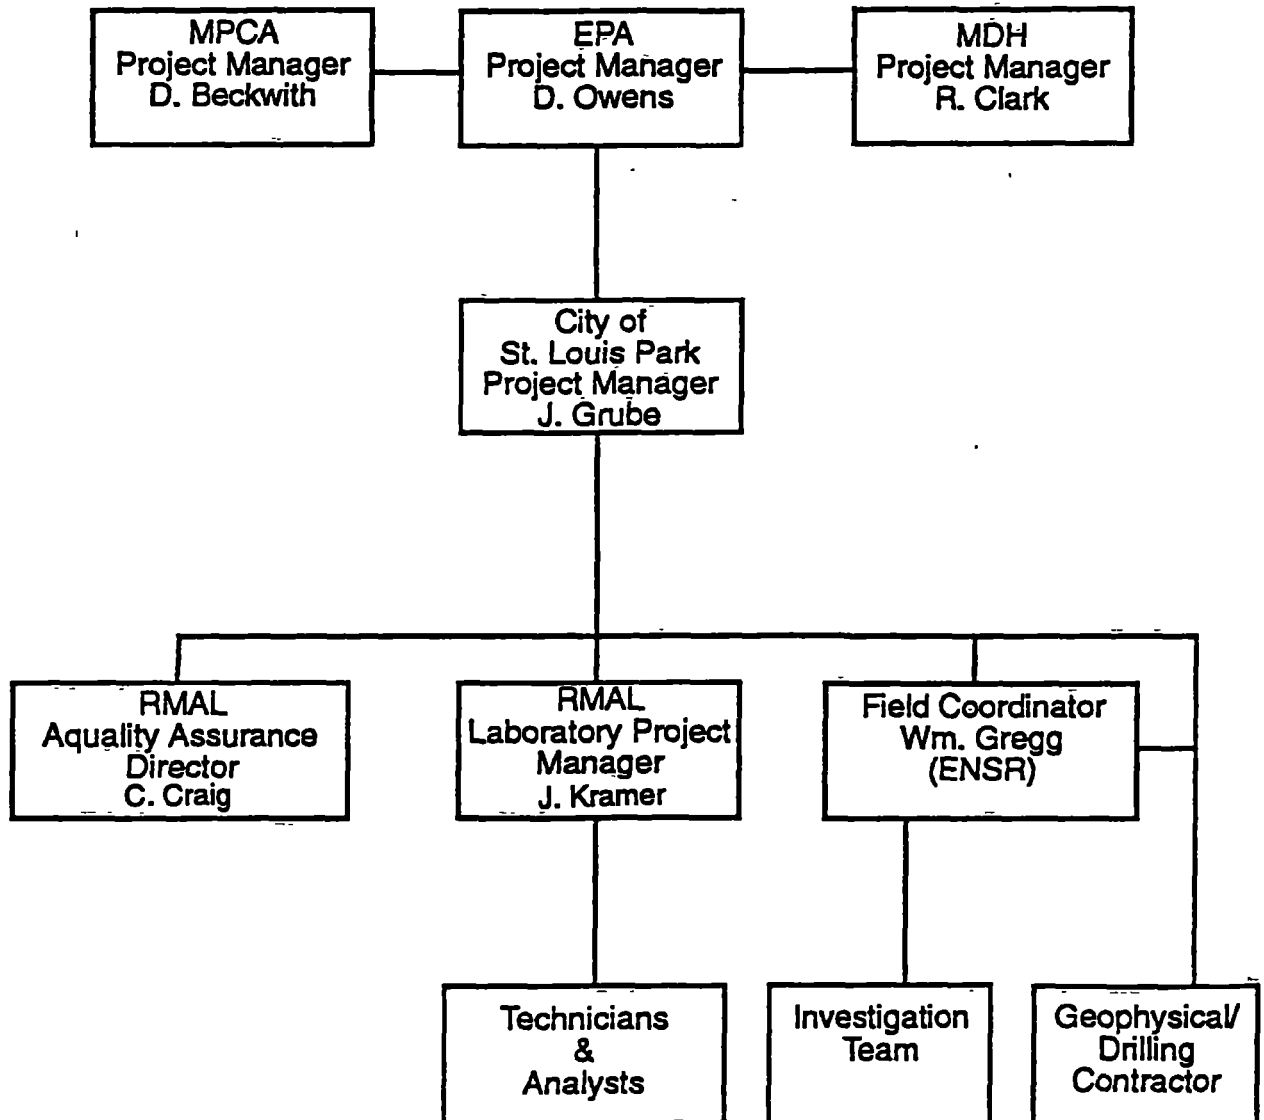 MPCA
Project Manager
D. Beckwith
EPA
Project Manager
D. Owens
MDH
Project Manager
R. Clark
City of
St. Louis Park
Project Manager
J. Grube
RMAL
Aquality Assurance
Director
C. Craig
RMAL
Laboratory Project
Manager
J. Kramer
Field Coordinator
Wm. Gregg
(ENSR)
Technicians
&
Analysts
Investigation
Team
Geophysical/
Drilling
Contractor